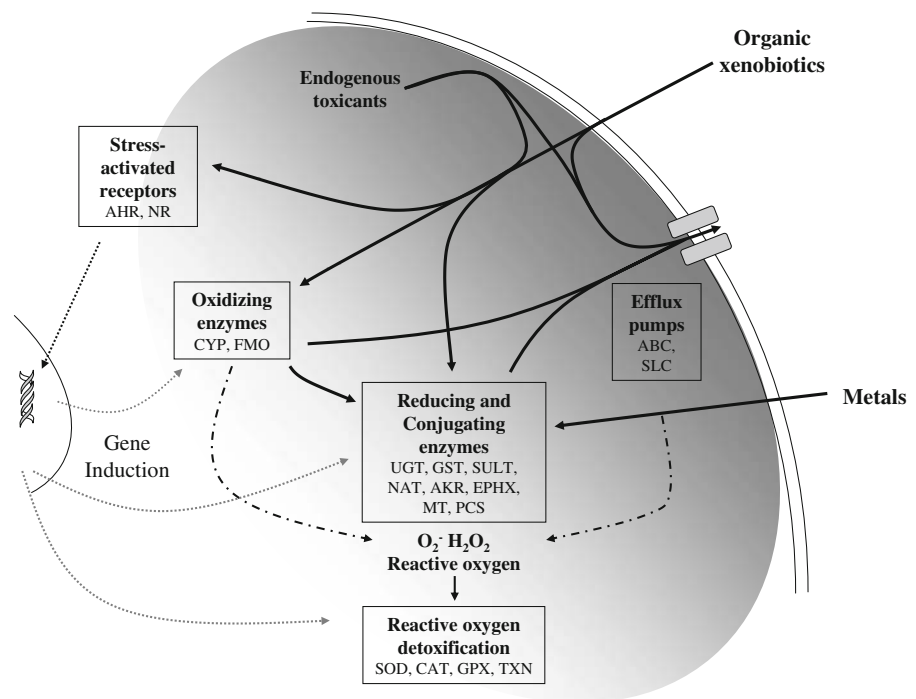 Organic
xenobiotics
Endogenous
toxicants
Stress-
activated
receptors
AHR, NR
Oxidizing
enzymes
CYP, FMO
Efflux
pumps
ABC,
SLC
Metals
Reducing and
Conjugating
enzymes
UGT, GST, SULT,
NAT, AKR, EPHX,
MT, PCS
Gene
Induction
O₂⁻ H₂O₂
Reactive oxygen
Reactive oxygen
detoxification
SOD, CAT, GPX, TXN